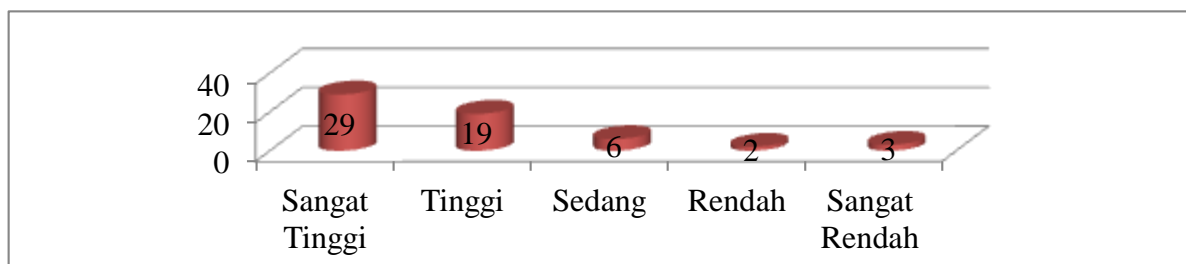 40
20
0
29
19
6
2
3
Sangat Tinggi
Tinggi
Sedang
Rendah
Sangat Rendah